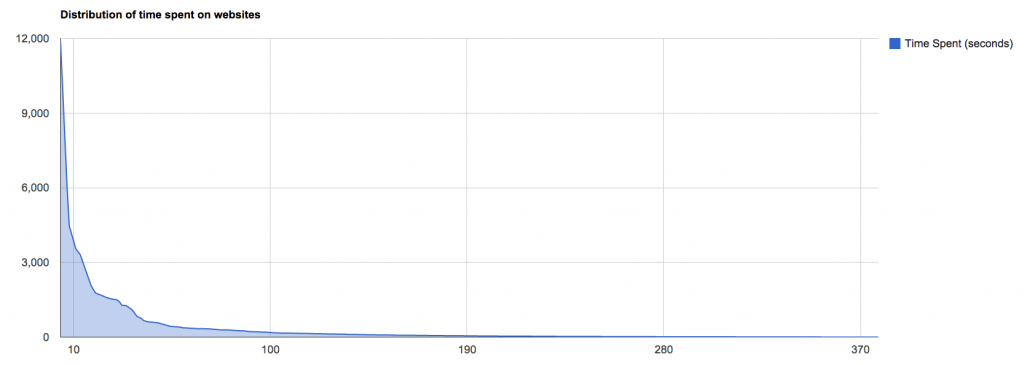 Distribution of time spent on websites
12,000
Time Spent (seconds)
9,000
6,000
3,000
0
10 100 190 280 370